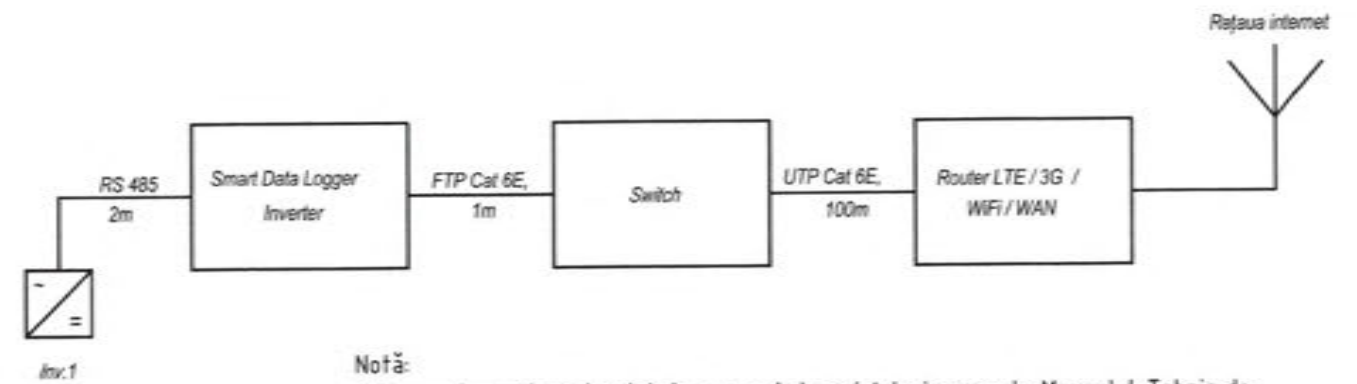 Rațaua internet
RS 485
2m
Smart Data Logger
Inverter
FTP Cat 6E,
1m
Switch
UTP Cat 6E,
100m
Router LTE / 3G /
WiFi / WAN
~
=
Inv.1
Notă: